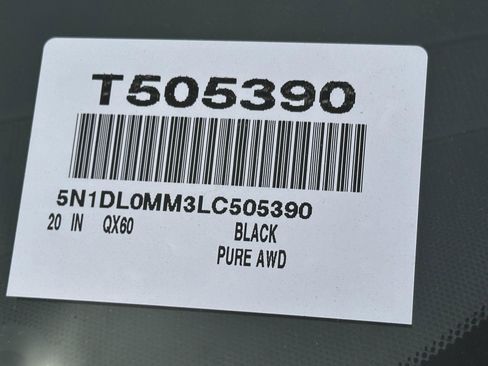 T505390
5N1DL0MM3LC505390
20 IN QX60 BLACK
PURE AWD